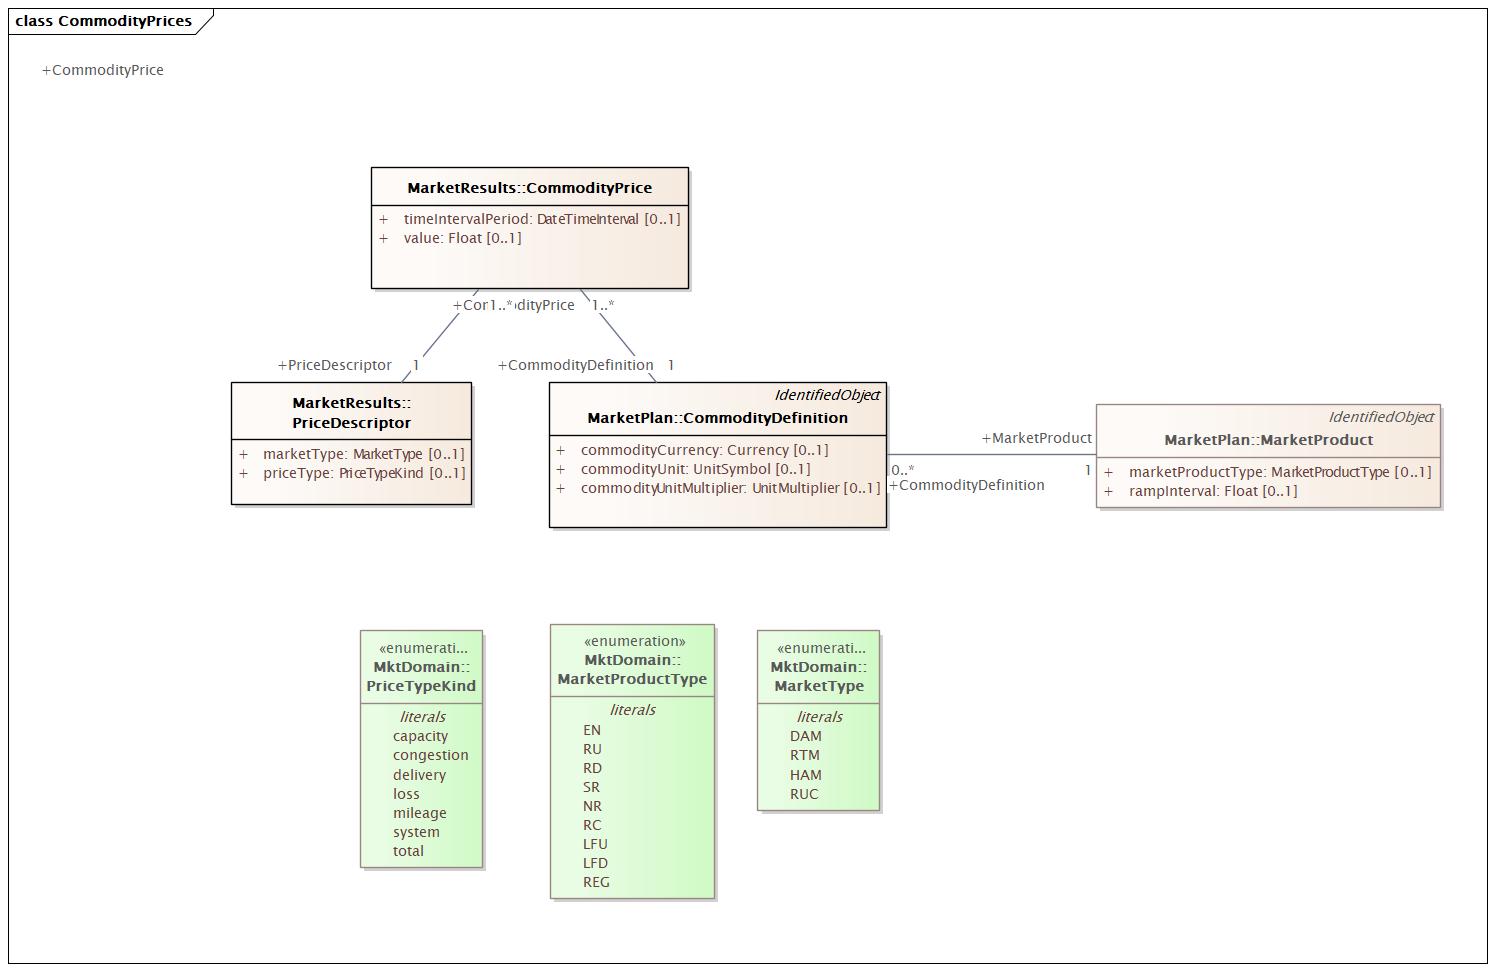 class CommodityPrices
+CommodityPrice
MarketResults::CommodityPrice
+ timeIntervalPeriod: DateTimeInterval [0..1]
+ value: Float [0..1]
1..*
1..*
+PriceDescriptor 1
+CommodityDefinition 1
MarketResults::
PriceDescriptor
+ marketType: MarketType [0..1]
+ priceType: PriceTypeKind [0..1]
IdentifiedObject
MarketPlan::CommodityDefinition
+ commodityCurrency: Currency [0..1]
+ commodityUnit: UnitSymbol [0..1]
+ commodityUnitMultiplier: UnitMultiplier [0..1]
+MarketProduct
0..*
1
+CommodityDefinition
IdentifiedObject
MarketPlan::MarketProduct
+ marketProductType: MarketProductType [0..1]
+ rampInterval: Float [0..1]
«enumerati...
MktDomain::
PriceTypeKind
literals
capacity
congestion
delivery
loss
mileage
system
total
«enumeration»
MktDomain::
MarketProductType
literals
EN
RU
RD
SR
NR
RC
LFU
LFD
REG
«enumerati...
MktDomain::
MarketType
literals
DAM
RTM
HAM
RUC